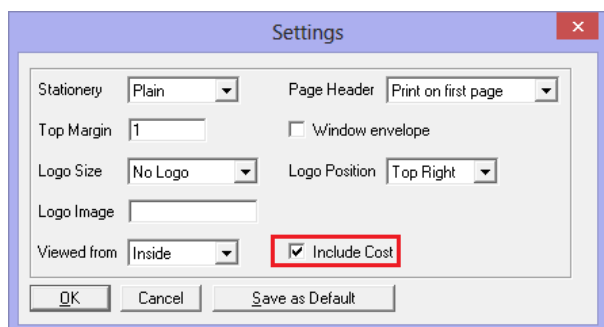 Settings
Stationery Plain Page Header Print on first page
Top Margin 1 Window envelope
Logo Size No Logo Logo Position Top Right
Logo Image
Viewed from Inside Include Cost
OK Cancel Save as Default